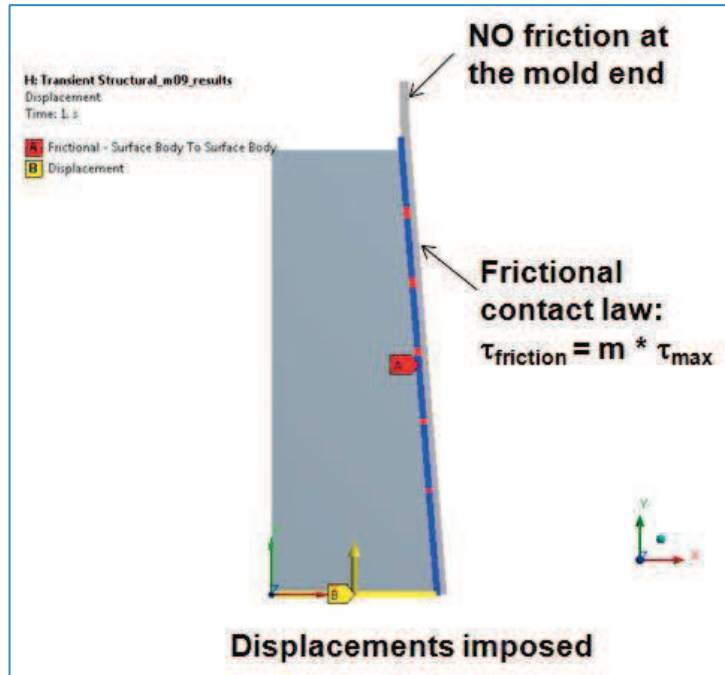 NO friction at
the mold end
H: Transient Structural_m09_results
Displacement
Time: 1, s
A Frictional - Surface Body To Surface Body
B Displacement
Frictional
contact law:
τfriction = m * τmax
A
Y
X
Z
B
Displacements imposed